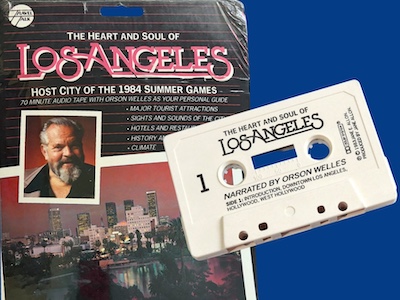 TRAVEL TALK
THE HEART AND SOUL OF
LOS ANGELES
HOST CITY OF THE 1984 SUMMER GAMES
70 MINUTE AUDIO TAPE WITH ORSON WELLES AS YOUR PERSONAL GUIDE
- MAJOR TOURIST ATTRACTIONS
- SIGHTS AND SOUNDS OF THE CIT
- HOTELS AND RESTAU
- HISTORY A
- CLIMATE
THE HEART AND SOUL OF
LOS ANGELES
1
NARRATED BY ORSON WELLES
SIDE 1: INTRODUCTION, DOWNTOWN LOS ANGELES,
HOLLYWOOD, WEST HOLLYWOOD